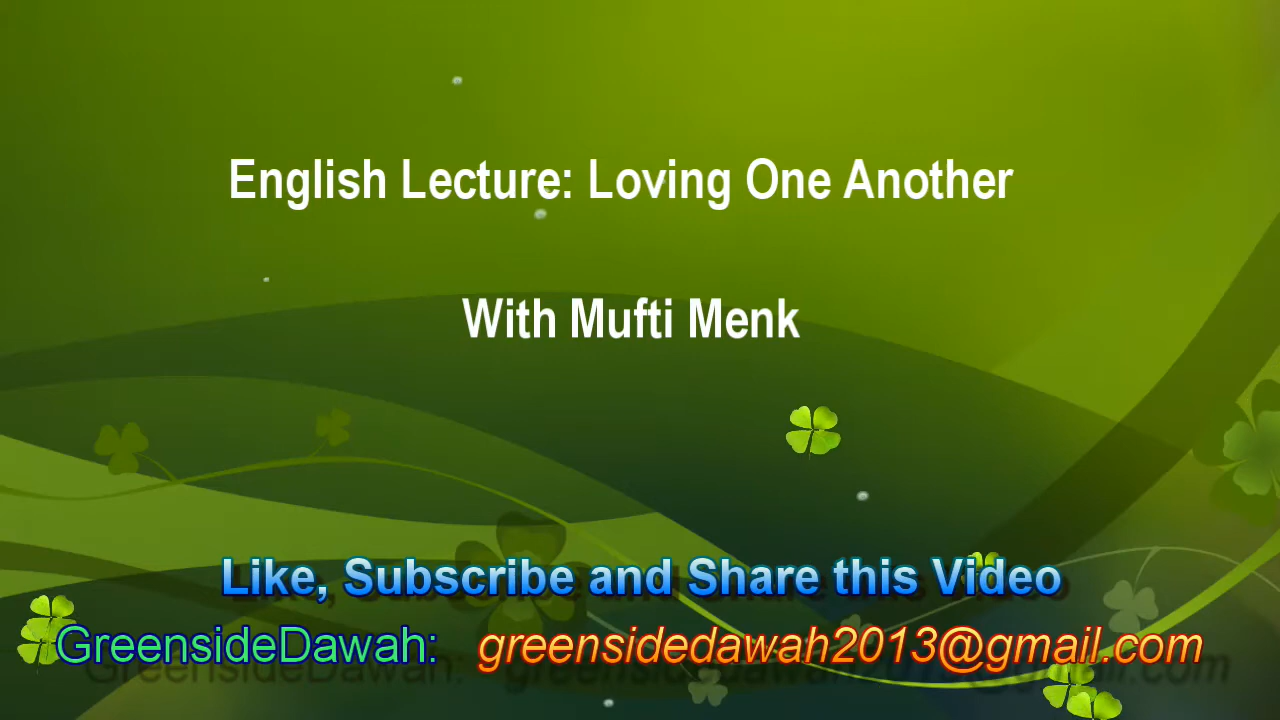 English Lecture: Loving One Another
With Mufti Menk
Like, Subscribe and Share this Video
GreensideDawah: greensidedawah2013@gmail.com